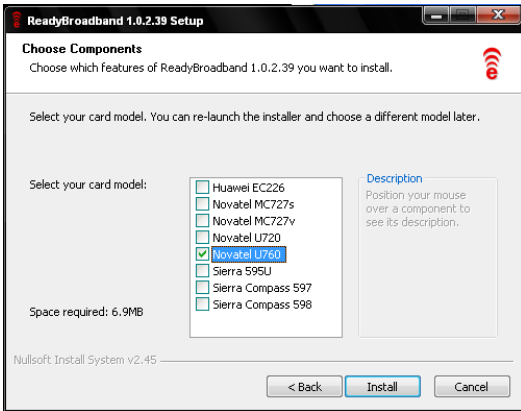 ReadyBroadband 1.0.2.39 Setup
Choose Components
Choose which features of ReadyBroadband 1.0.2.39 you want to install.
e
Select your card model. You can re-launch the installer and choose a different model later.
Select your card model:
Huawei EC226
Novatel MC727s
Novatel MC727v
Novatel U720
Novatel U760
Sierra 595U
Sierra Compass 597
Sierra Compass 598
Description
Position your mouse
over a component to
see its description.
Space required: 6.9MB
Nullsoft Install System v2.45
< Back
Install
Cancel